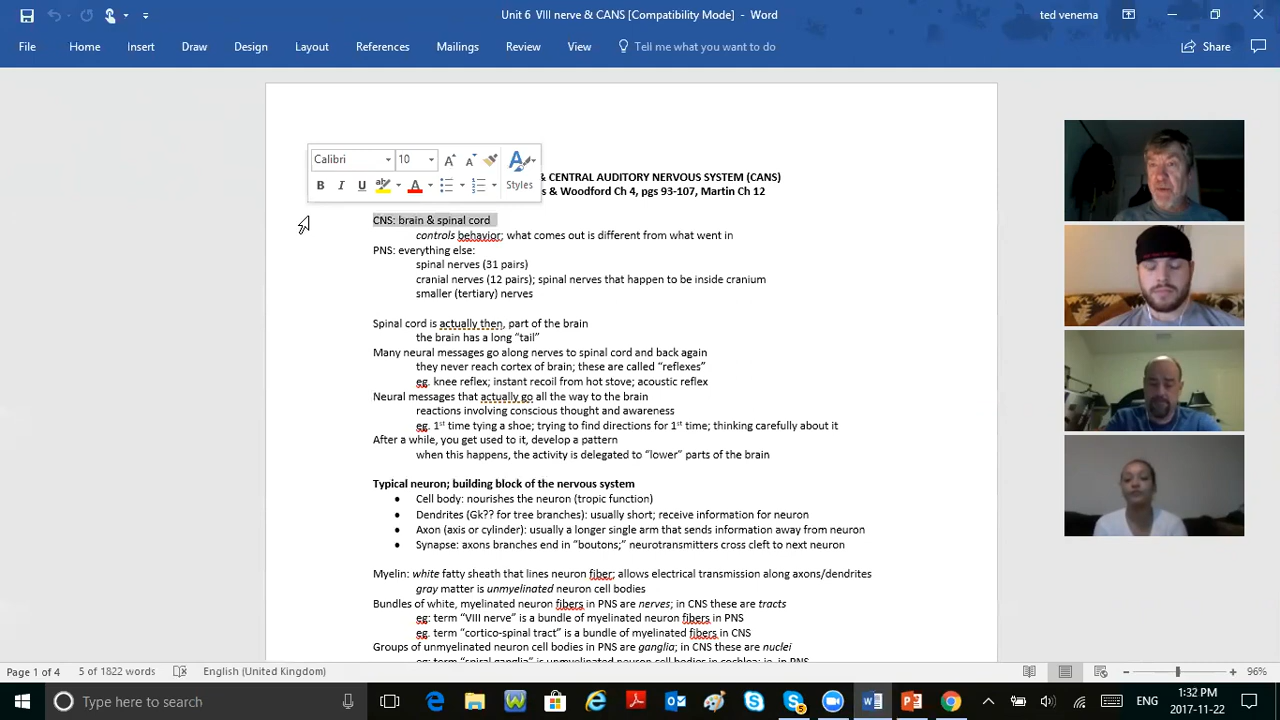 Unit 6 VIII nerve & CANS [Compatibility Mode] - Word
ted venema
File Home Insert Draw Design Layout References Mailings Review View Tell me what you want to do Share
Calibri 10
Styles
& CENTRAL AUDITORY NERVOUS SYSTEM (CANS)
s & Woodford Ch 4, pgs 93-107, Martin Ch 12
CNS: brain & spinal cord
controls behavior; what comes out is different from what went in
PNS: everything else:
spinal nerves (31 pairs)
cranial nerves (12 pairs); spinal nerves that happen to be inside cranium
smaller (tertiary) nerves
Spinal cord is actually then, part of the brain
the brain has a long “tail”
Many neural messages go along nerves to spinal cord and back again
they never reach cortex of brain; these are called “reflexes”
eg. knee reflex; instant recoil from hot stove; acoustic reflex
Neural messages that actually go all the way to the brain
reactions involving conscious thought and awareness
eg. 1st time tying a shoe; trying to find directions for 1st time; thinking carefully about it
After a while, you get used to it, develop a pattern
when this happens, the activity is delegated to “lower” parts of the brain
Typical neuron; building block of the nervous system
• Cell body: nourishes the neuron (tropic function)
• Dendrites (Gk?? for tree branches): usually short; receive information for neuron
• Axon (axis or cylinder): usually a longer single arm that sends information away from neuron
• Synapse: axons branches end in “boutons;” neurotransmitters cross cleft to next neuron
Myelin: white fatty sheath that lines neuron fiber; allows electrical transmission along axons/dendrites
gray matter is unmyelinated neuron cell bodies
Bundles of white, myelinated neuron fibers in PNS are nerves; in CNS these are tracts
eg: term “VIII nerve” is a bundle of myelinated neuron fibers in PNS
eg. term “cortico-spinal tract” is a bundle of myelinated fibers in CNS
Groups of unmyelinated neuron cell bodies in PNS are ganglia; in CNS these are nuclei
eg: term “spiral ganglia” is unmyelinated neuron cell bodies in cochlea; ie. in PNS
Page 1 of 4 5 of 1822 words English (United Kingdom) 96%
Type here to search
ENG
1:32 PM
2017-11-22